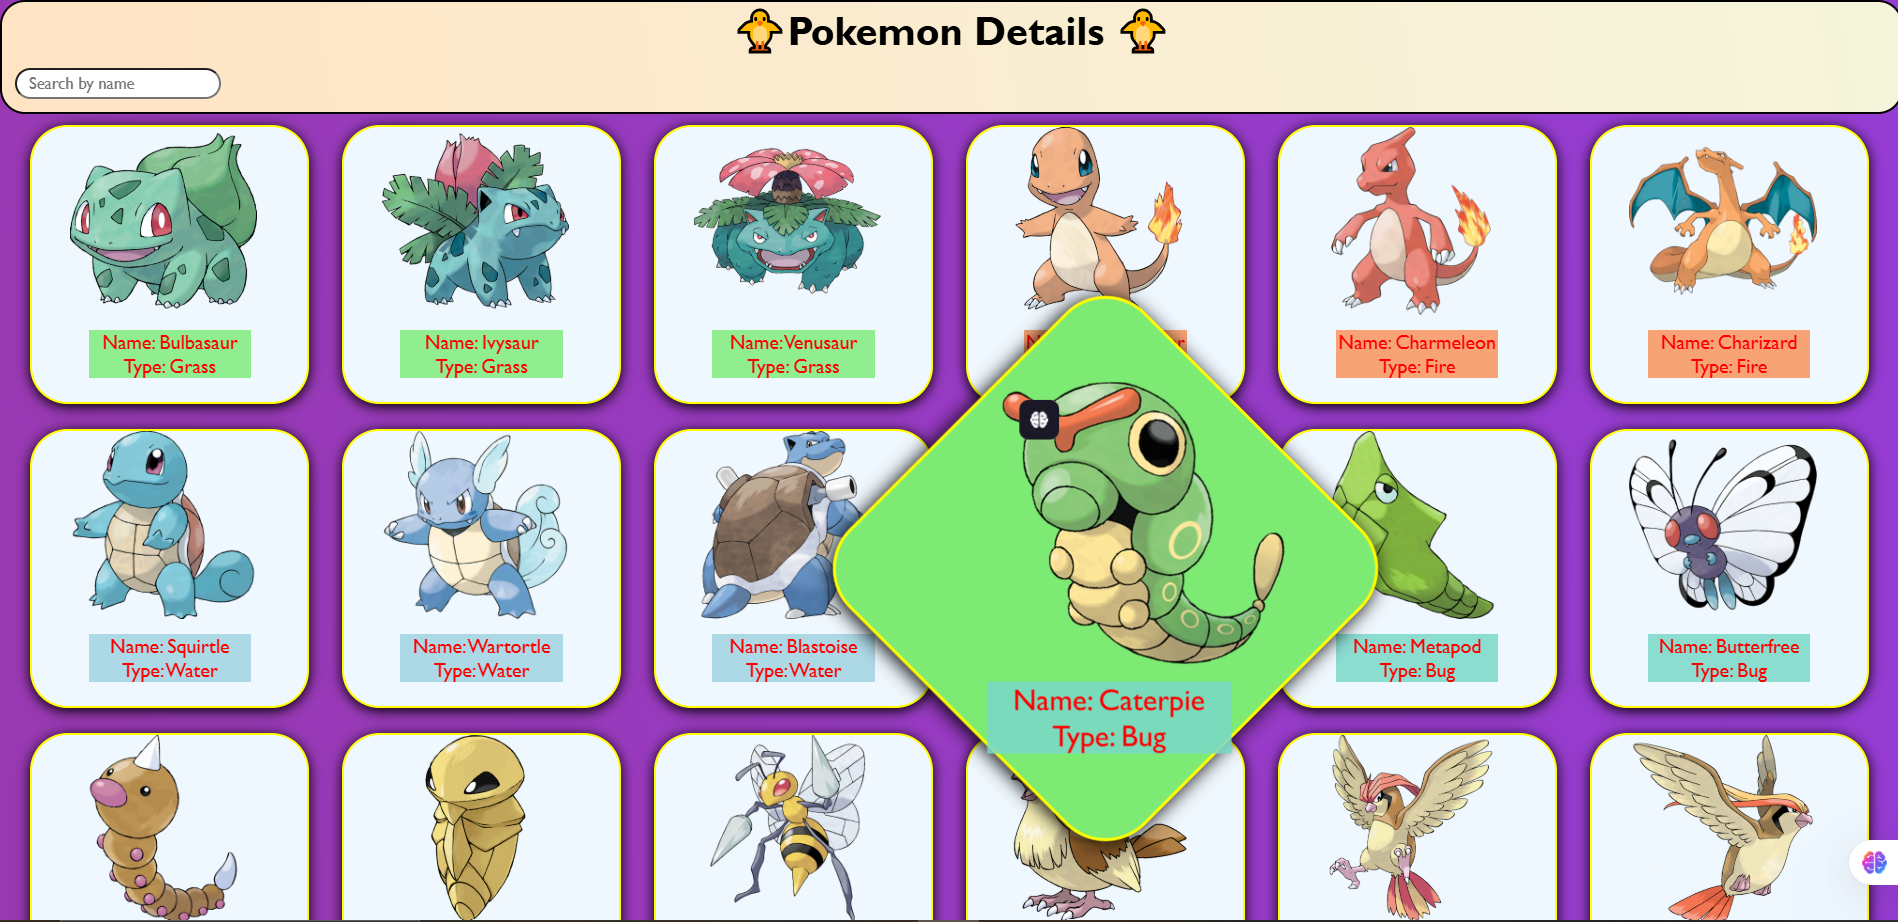 Pokemon Details
Search by name
Name: Bulbasaur
Type: Grass
Name: Ivysaur
Type: Grass
Name: Venusaur
Type: Grass
Name: Charmeleon
Type: Fire
Name: Charizard
Type: Fire
Name: Squirtle
Type: Water
Name: Wartortle
Type: Water
Name: Blastoise
Type: Water
Name: Caterpie
Type: Bug
Name: Metapod
Type: Bug
Name: Butterfree
Type: Bug